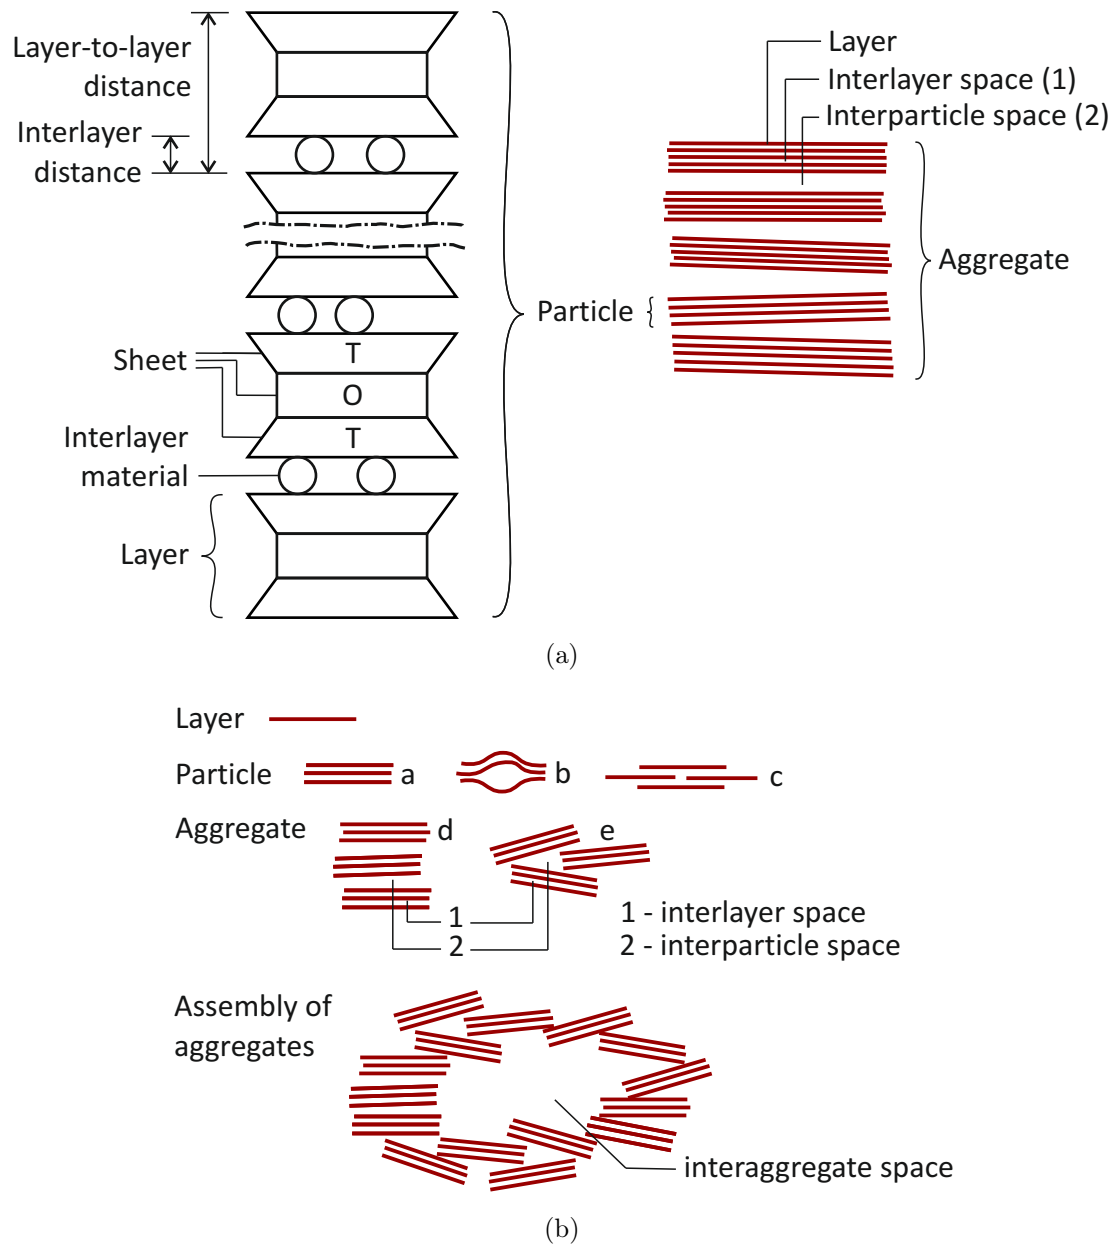 Layer-to-layer
distance
Interlayer
distance
Sheet
T
O
T
Interlayer
material
Layer
Particle
Layer
Interlayer space (1)
Interparticle space (2)
Aggregate
(a)
Layer
Particle
a
b
c
Aggregate
d
e
1
2
1 - interlayer space
2 - interparticle space
Assembly of
aggregates
interaggregate space
(b)